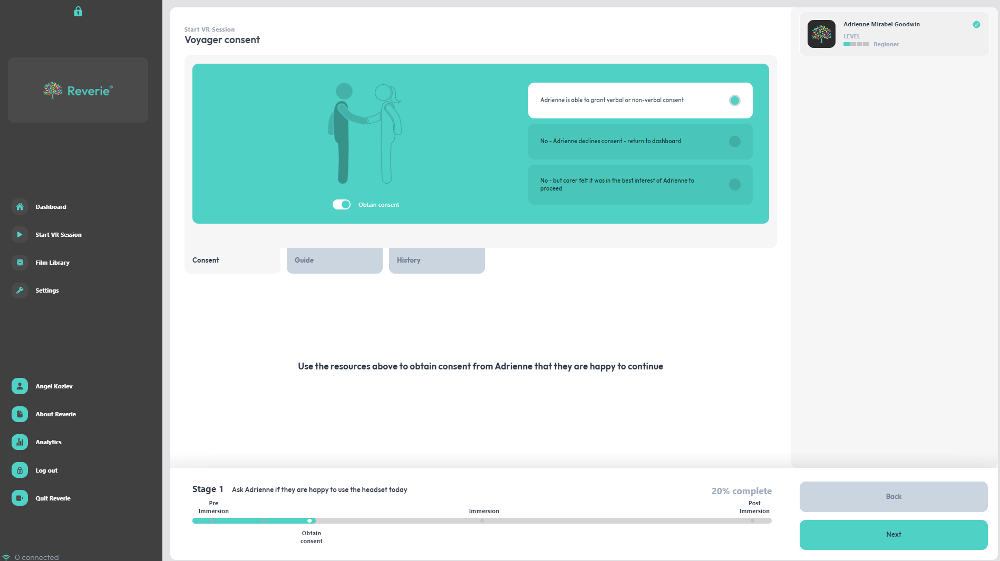 Reverie®
Dashboard
Start VR Session
Film Library
Settings
Angel Kozlev
About Reverie
Analytics
Log out
Quit Reverie
0 connected
Start VR Session
Voyager consent
Adrienne is able to grant verbal or non-verbal consent
No - Adrienne declines consent - return to dashboard
No - but carer felt it was in the best interest of Adrienne to
proceed
Obtain consent
Consent
Guide
History
Use the resources above to obtain consent from Adrienne that they are happy to continue
Adrienne Mirabel Goodwin
LEVEL
Beginner
Stage 1
Ask Adrienne if they are happy to use the headset today
20% complete
Pre
Immersion
Immersion
Post
Immersion
Obtain
consent
Back
Next